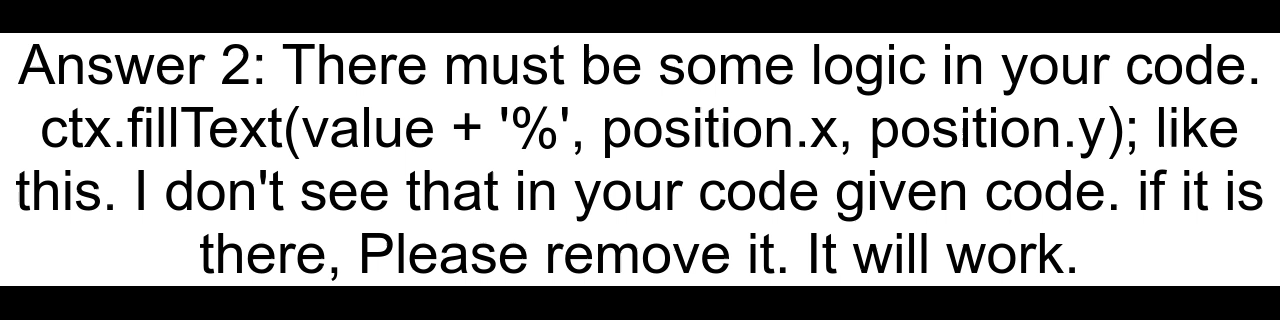 Answer 2: There must be some logic in your code.
ctx.fillText(value + '%', position.x, position.y); like
this. I don't see that in your code given code. if it is
there, Please remove it. It will work.